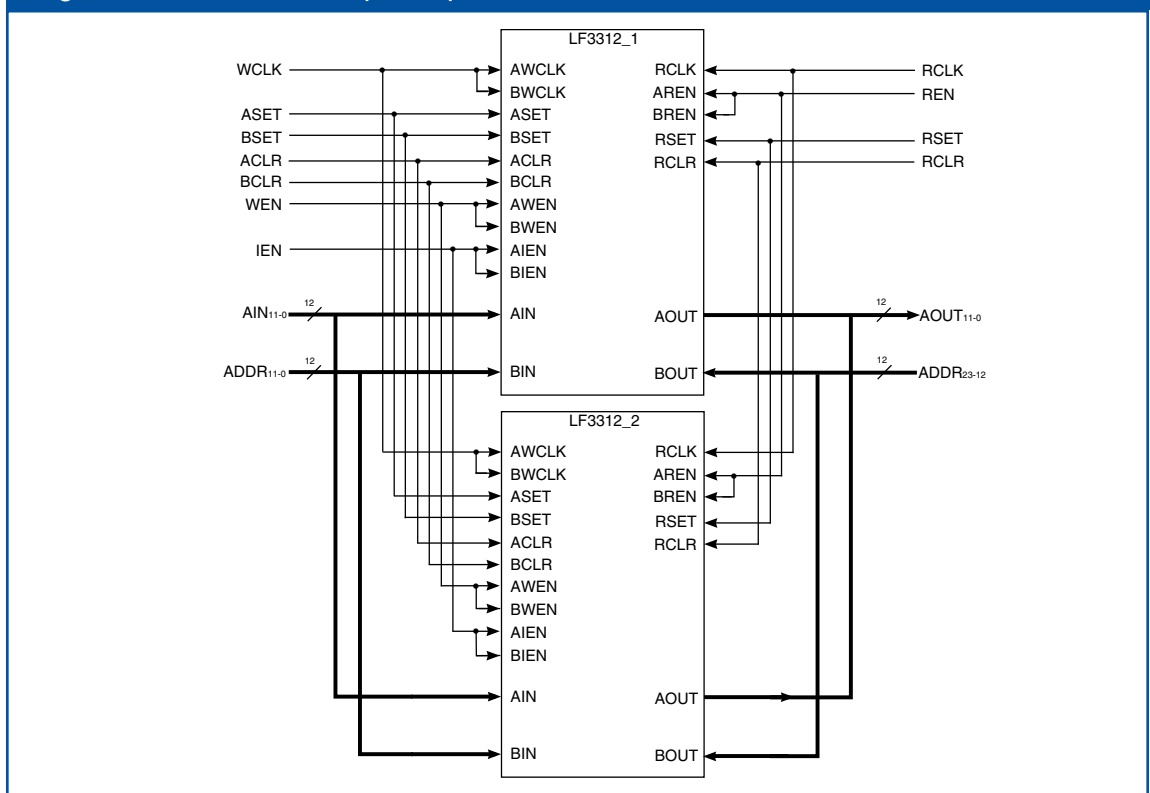 LF3312_1
WCLK
AWCLK
RCLK
RCLK
BWCLK
AREN
REN
ASET
ASET
BREN
BSET
BSET
RSET
RSET
ACLR
ACLR
RCLR
RCLR
BCLR
BCLR
WEN
AWEN
BWEN
IEN
AIEN
BIEN
AIN11-0
12
AIN
AOUT
12
AOUT11-0
ADDR11-0
12
BIN
BOUT
12
ADDR23-12
LF3312_2
AWCLK
RCLK
BWCLK
AREN
ASET
BREN
BSET
RSET
ACLR
RCLR
BCLR
AWEN
BWEN
AIEN
BIEN
AIN
AOUT
BIN
BOUT